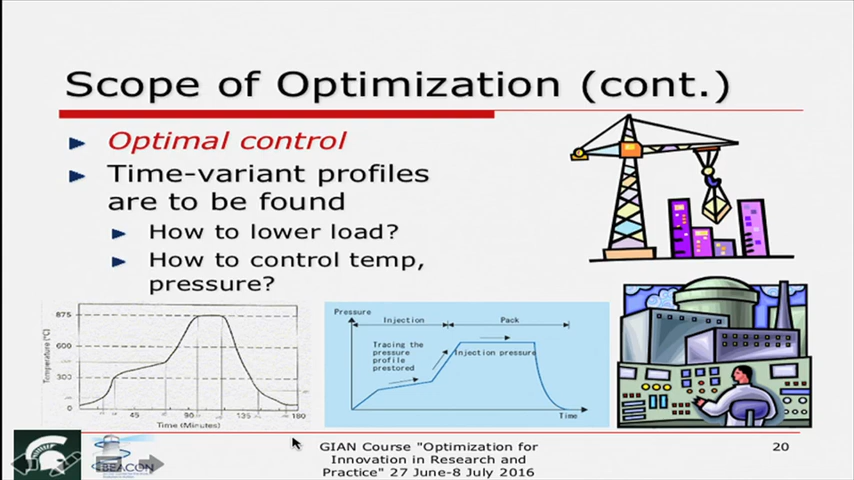 Scope of Optimization (cont.)
Optimal control
Time-variant profiles
are to be found
How to lower load?
How to control temp,
pressure?
Temperature (°C)
875
600
300
0
45
90
135
180
Time (Minutes)
Pressure
Injection
Pack
Tracing the
pressure
profile
prestored
Injection pressure
Time
BEACON
GIAN Course "Optimization for
Innovation in Research and
Practice" 27 June-8 July 2016
20